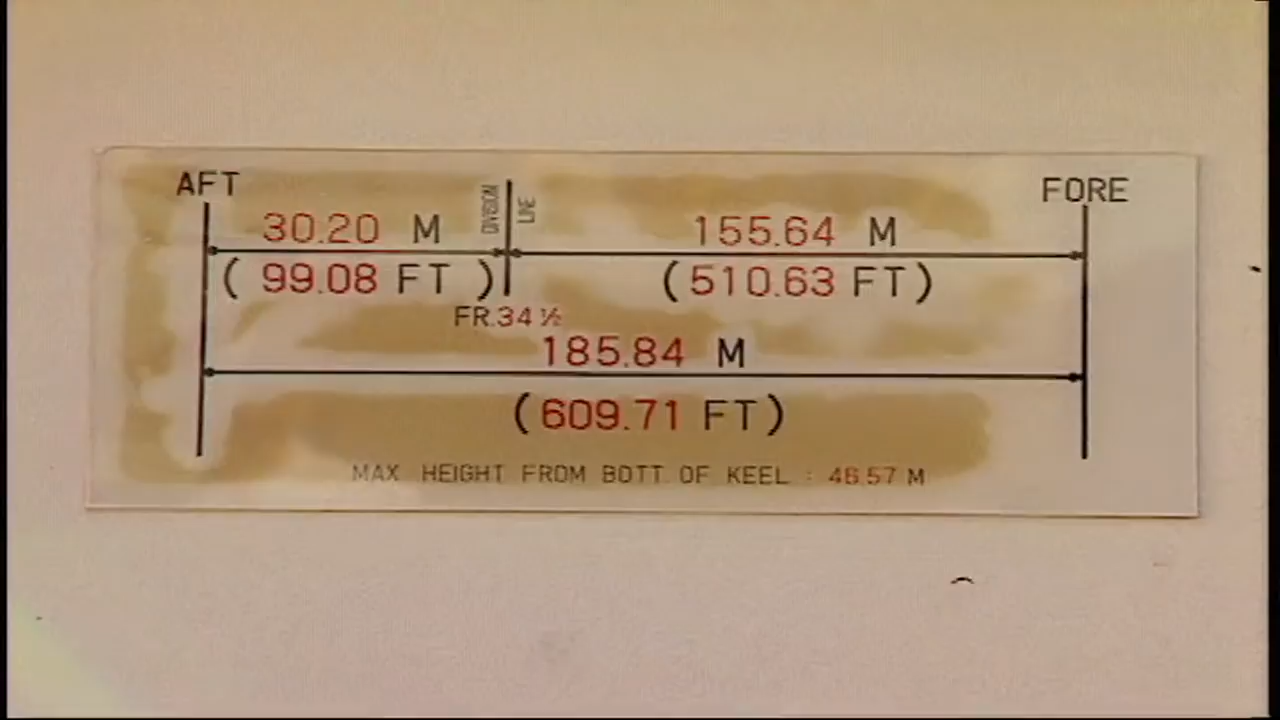 AFT DIVISION LINE FORE
30.20 M 155.64 M
( 99.08 FT ) (510.63 FT)
FR.34 ½
185.84 M
(609.71 FT)
MAX. HEIGHT FROM BOTT. OF KEEL : 46.57 M